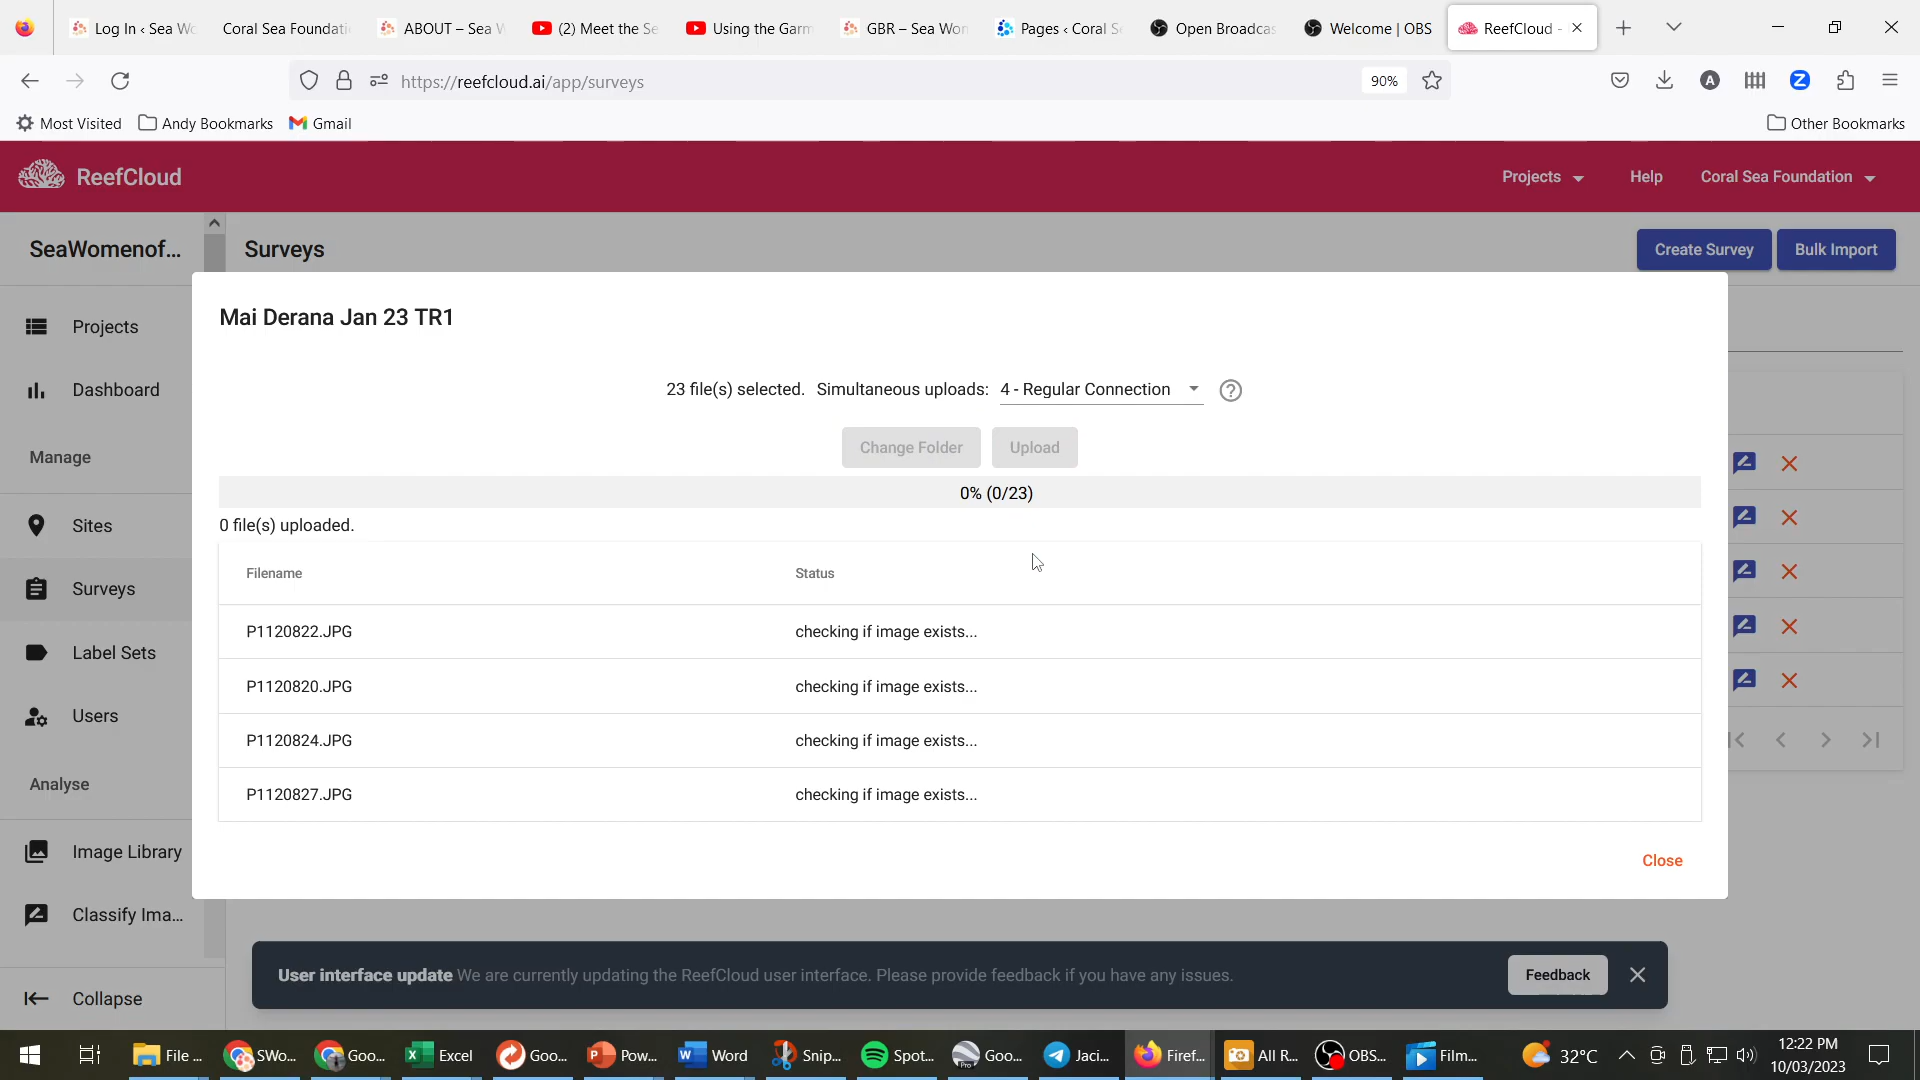 Log In ‹ Sea Wo
Coral Sea Foundati
ABOUT – Sea W
(2) Meet the Se
Using the Garm
GBR – Sea Wom
Pages ‹ Coral S
Open Broadcas
Welcome | OBS
ReefCloud -
https://reefcloud.ai/app/surveys
90%
Most Visited
Andy Bookmarks
Gmail
Other Bookmarks
ReefCloud
Projects
Help
Coral Sea Foundation
SeaWomenof...
Surveys
Create Survey
Bulk Import
Projects
Dashboard
Manage
Sites
Surveys
Label Sets
Users
Analyse
Image Library
Classify Ima...
Collapse
Mai Derana Jan 23 TR1
23 file(s) selected. Simultaneous uploads: 4 - Regular Connection
Change Folder
Upload
0% (0/23)
0 file(s) uploaded.
Filename Status
P1120822.JPG checking if image exists...
P1120820.JPG checking if image exists...
P1120824.JPG checking if image exists...
P1120827.JPG checking if image exists...
Close
User interface update We are currently updating the ReefCloud user interface. Please provide feedback if you have any issues.
Feedback
File ...
SWo...
Goo...
Excel
Goo...
Pow...
Word
Snip...
Spot...
Goo...
Jaci...
Firef...
All R...
OBS...
Film...
32°C
12:22 PM
10/03/2023